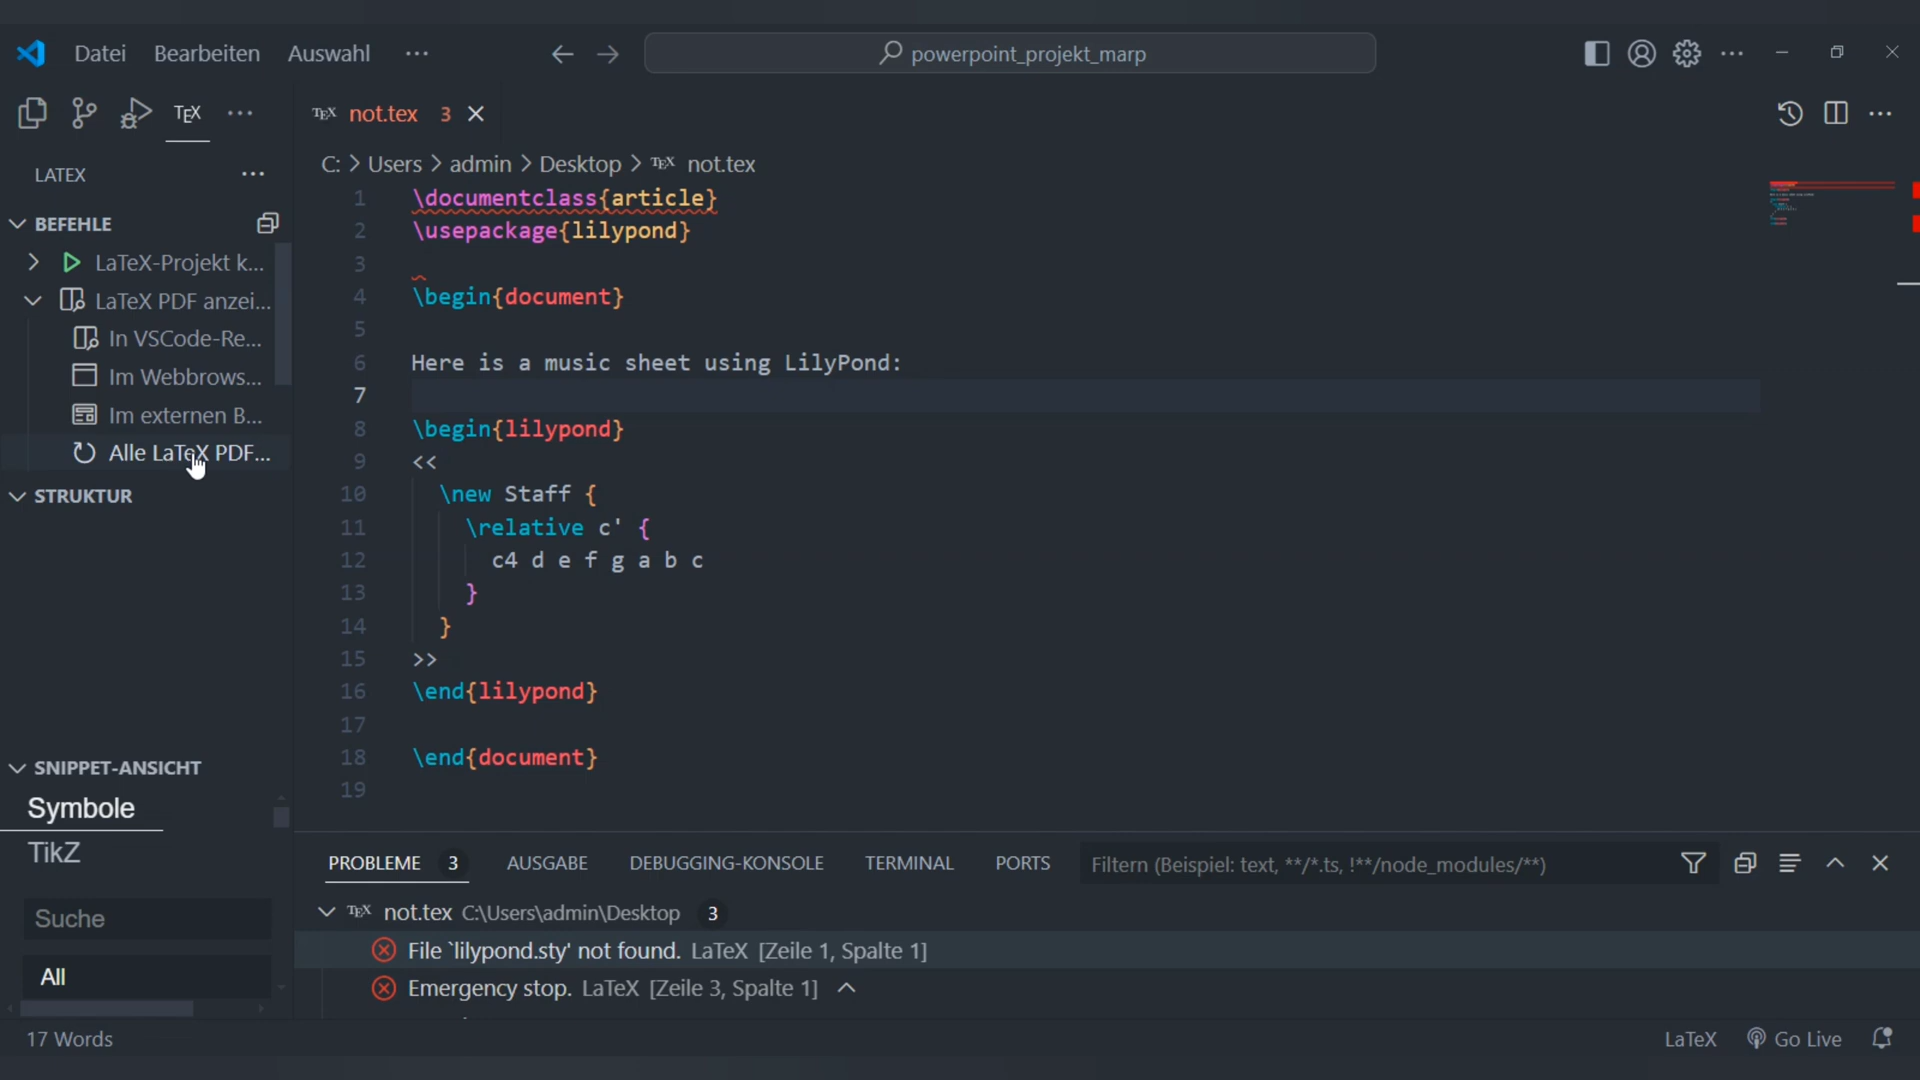 Datei Bearbeiten Auswahl ··· powerpoint_projekt_marp
TEX ···
TEX not.tex 3
LATEX ···
C: > Users > admin > Desktop > TEX not.tex
BEFEHLE
LaTeX-Projekt k...
LaTeX PDF anzei...
In VSCode-Re...
Im Webbrows...
Im externen B...
Alle LaTeX PDF...
STRUKTUR
SNIPPET-ANSICHT
Symbole
TikZ
Suche
All
1 \documentclass{article}
2 \usepackage{lilypond}
3
4 \begin{document}
5
6 Here is a music sheet using LilyPond:
7
8 \begin{lilypond}
9 <<
10 \new Staff {
11 \relative c' {
12 c4 d e f g a b c
13 }
14 }
15 >>
16 \end{lilypond}
17
18 \end{document}
19
PROBLEME 3 AUSGABE DEBUGGING-KONSOLE TERMINAL PORTS Filtern (Beispiel: text, **/*.ts, !**/node_modules/**)
TEX not.tex C:\Users\admin\Desktop 3
File `lilypond.sty' not found. LaTeX [Zeile 1, Spalte 1]
Emergency stop. LaTeX [Zeile 3, Spalte 1]
17 Words LaTeX Go Live